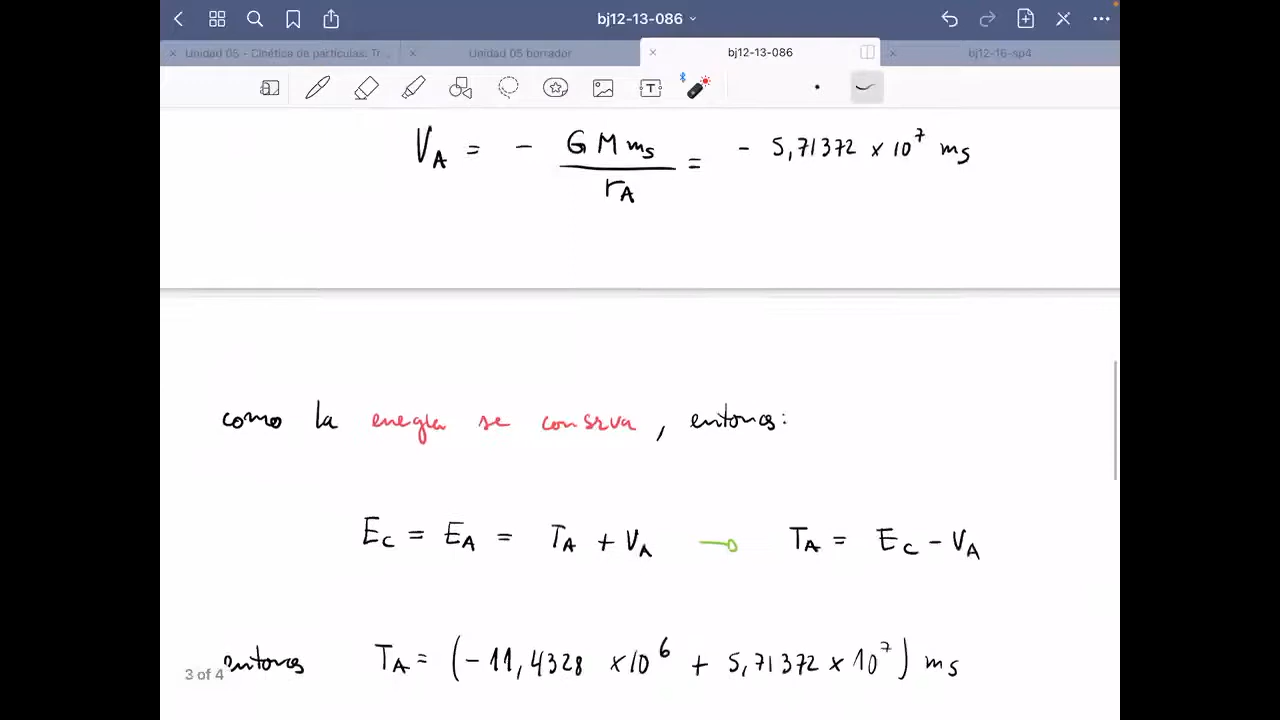 bj12-13-086
Unidad 05 - Cinética de partículas: Tr...
Unidad 05 borrador
bj12-13-086
bj12-16-sp4
V_A = - G M m_s / r_A = - 5,71372 × 10^7 m_s
como la energía se consrva, entonces:
E_C = E_A = T_A + V_A → T_A = E_C - V_A
entonces T_A = (-11,4328 ×10^6 + 5,71372 × 10^7) m_s
3 of 4